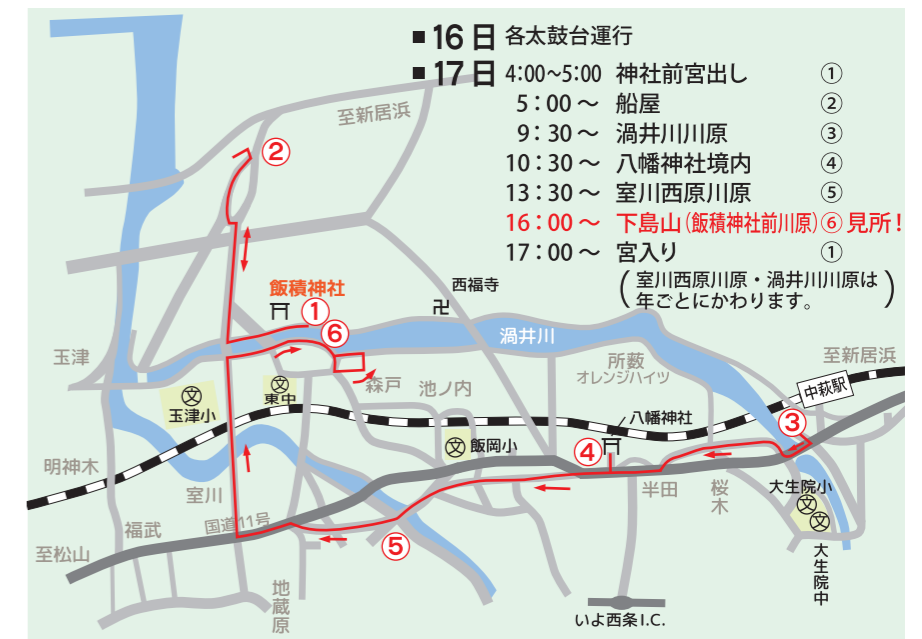 ■16日 各太鼓台運行
■17日 4:00~5:00 神社前宮出し ①
5:00～ 船屋 ②
9:30～ 渦井川川原 ③
10:30～ 八幡神社境内 ④
13:30～ 室川西原川原 ⑤
16:00～ 下島山(飯積神社前川原)⑥見所!
17:00～ 宮入り ①
(室川西原川原・渦井川川原は
年ごとにかわります。)
至新居浜
②
飯積神社
①
⑥
西福寺
渦井川
玉津
玉津小
文
東中
文
森戸
池ノ内
所薮
オレンジハイツ
至新居浜
中萩駅
八幡神社
③
④
文
飯岡小
明神木
室川
半田
桜木
大生院小
文
文
大生院中
国道11号
福武
⑤
至松山
地蔵原
いよ西条I.C.